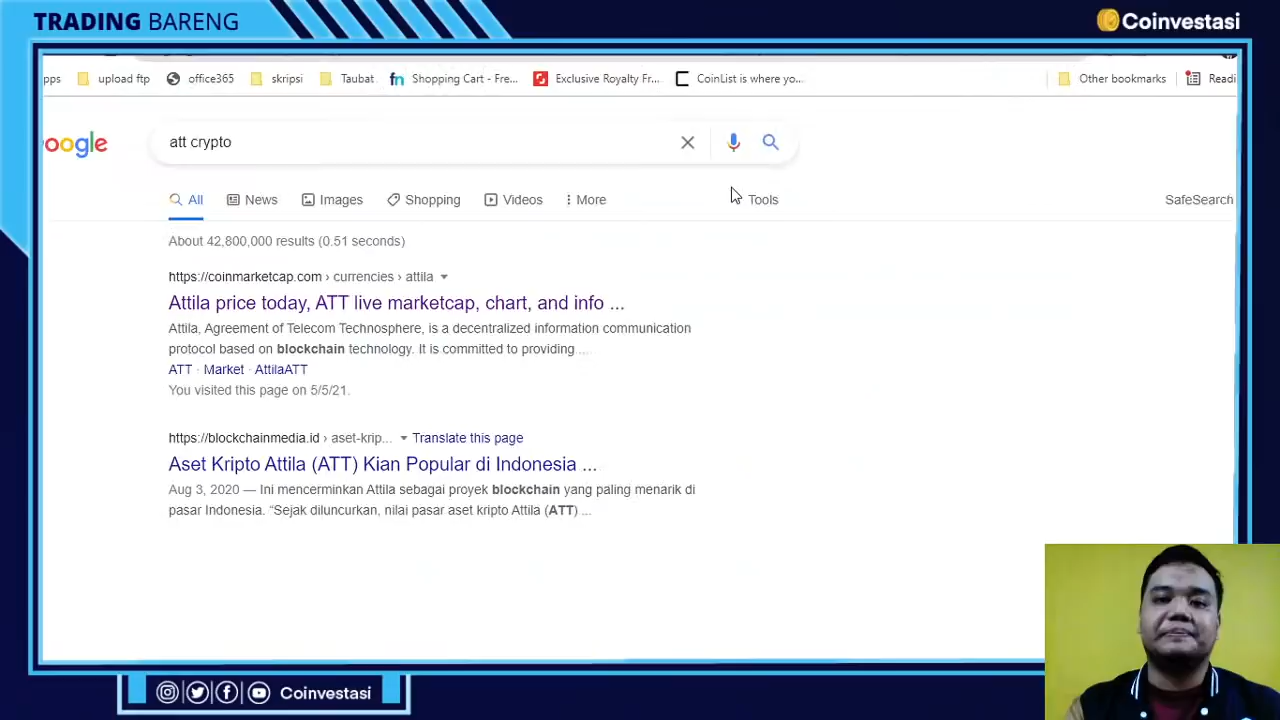 TRADING BARENG
Coinvestasi
pps upload ftp office365 skripsi Taubat fn Shopping Cart - Fre... Exclusive Royalty Fr... CoinList is where yo... Other bookmarks Readi
oogle att crypto
All News Images Shopping Videos More Tools SafeSearch
About 42,800,000 results (0.51 seconds)
https://coinmarketcap.com › currencies › attila
Attila price today, ATT live marketcap, chart, and info ...
Attila, Agreement of Telecom Technosphere, is a decentralized information communication
protocol based on blockchain technology. It is committed to providing ...
ATT · Market · AttilaATT
You visited this page on 5/5/21.
https://blockchainmedia.id › aset-krip... Translate this page
Aset Kripto Attila (ATT) Kian Popular di Indonesia ...
Aug 3, 2020 — Ini mencerminkan Attila sebagai proyek blockchain yang paling menarik di
pasar Indonesia. “Sejak diluncurkan, nilai pasar aset kripto Attila (ATT) ...
Coinvestasi